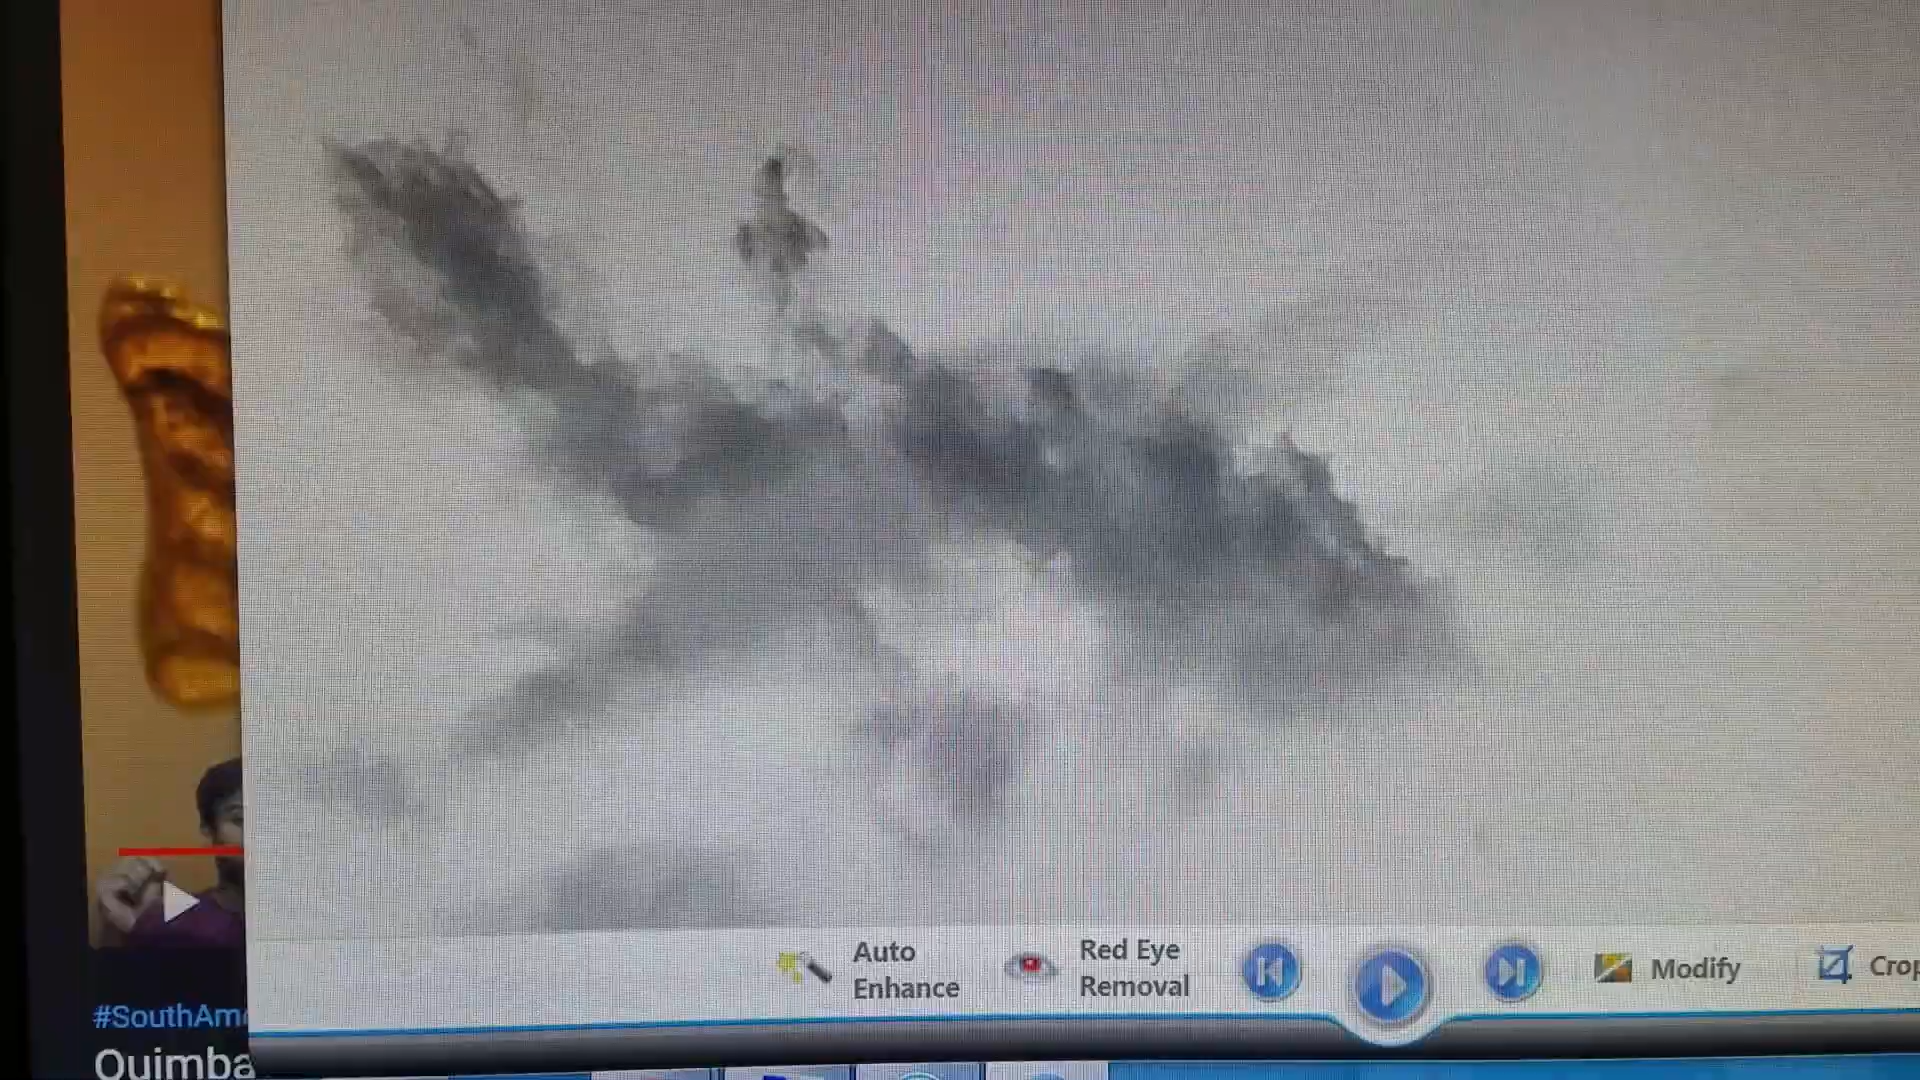 Auto
Enhance
Red Eye
Removal
Modify
Crop
#SouthAm
Quimba